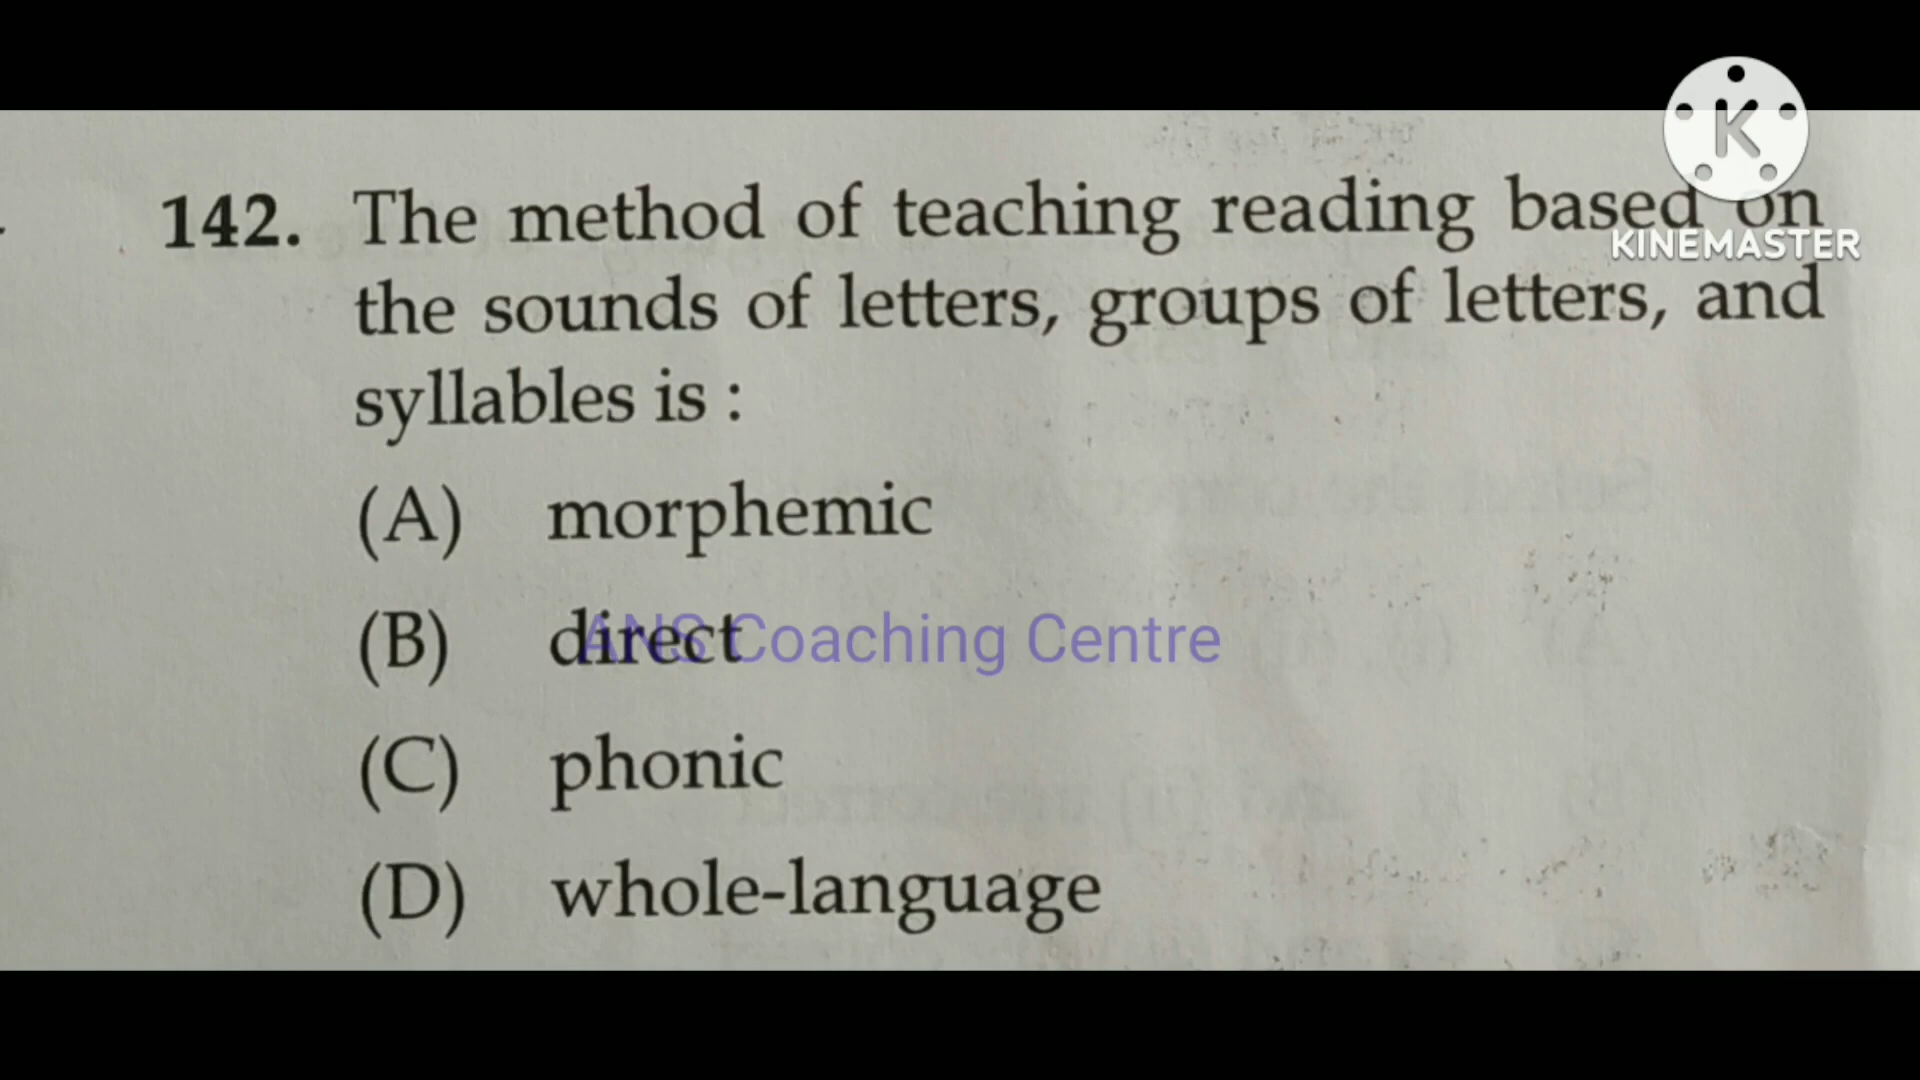 K
KINEMASTER
142. The method of teaching reading based on
the sounds of letters, groups of letters, and
syllables is :
(A) morphemic
(B) direct
ANS Coaching Centre
(C) phonic
(D) whole-language